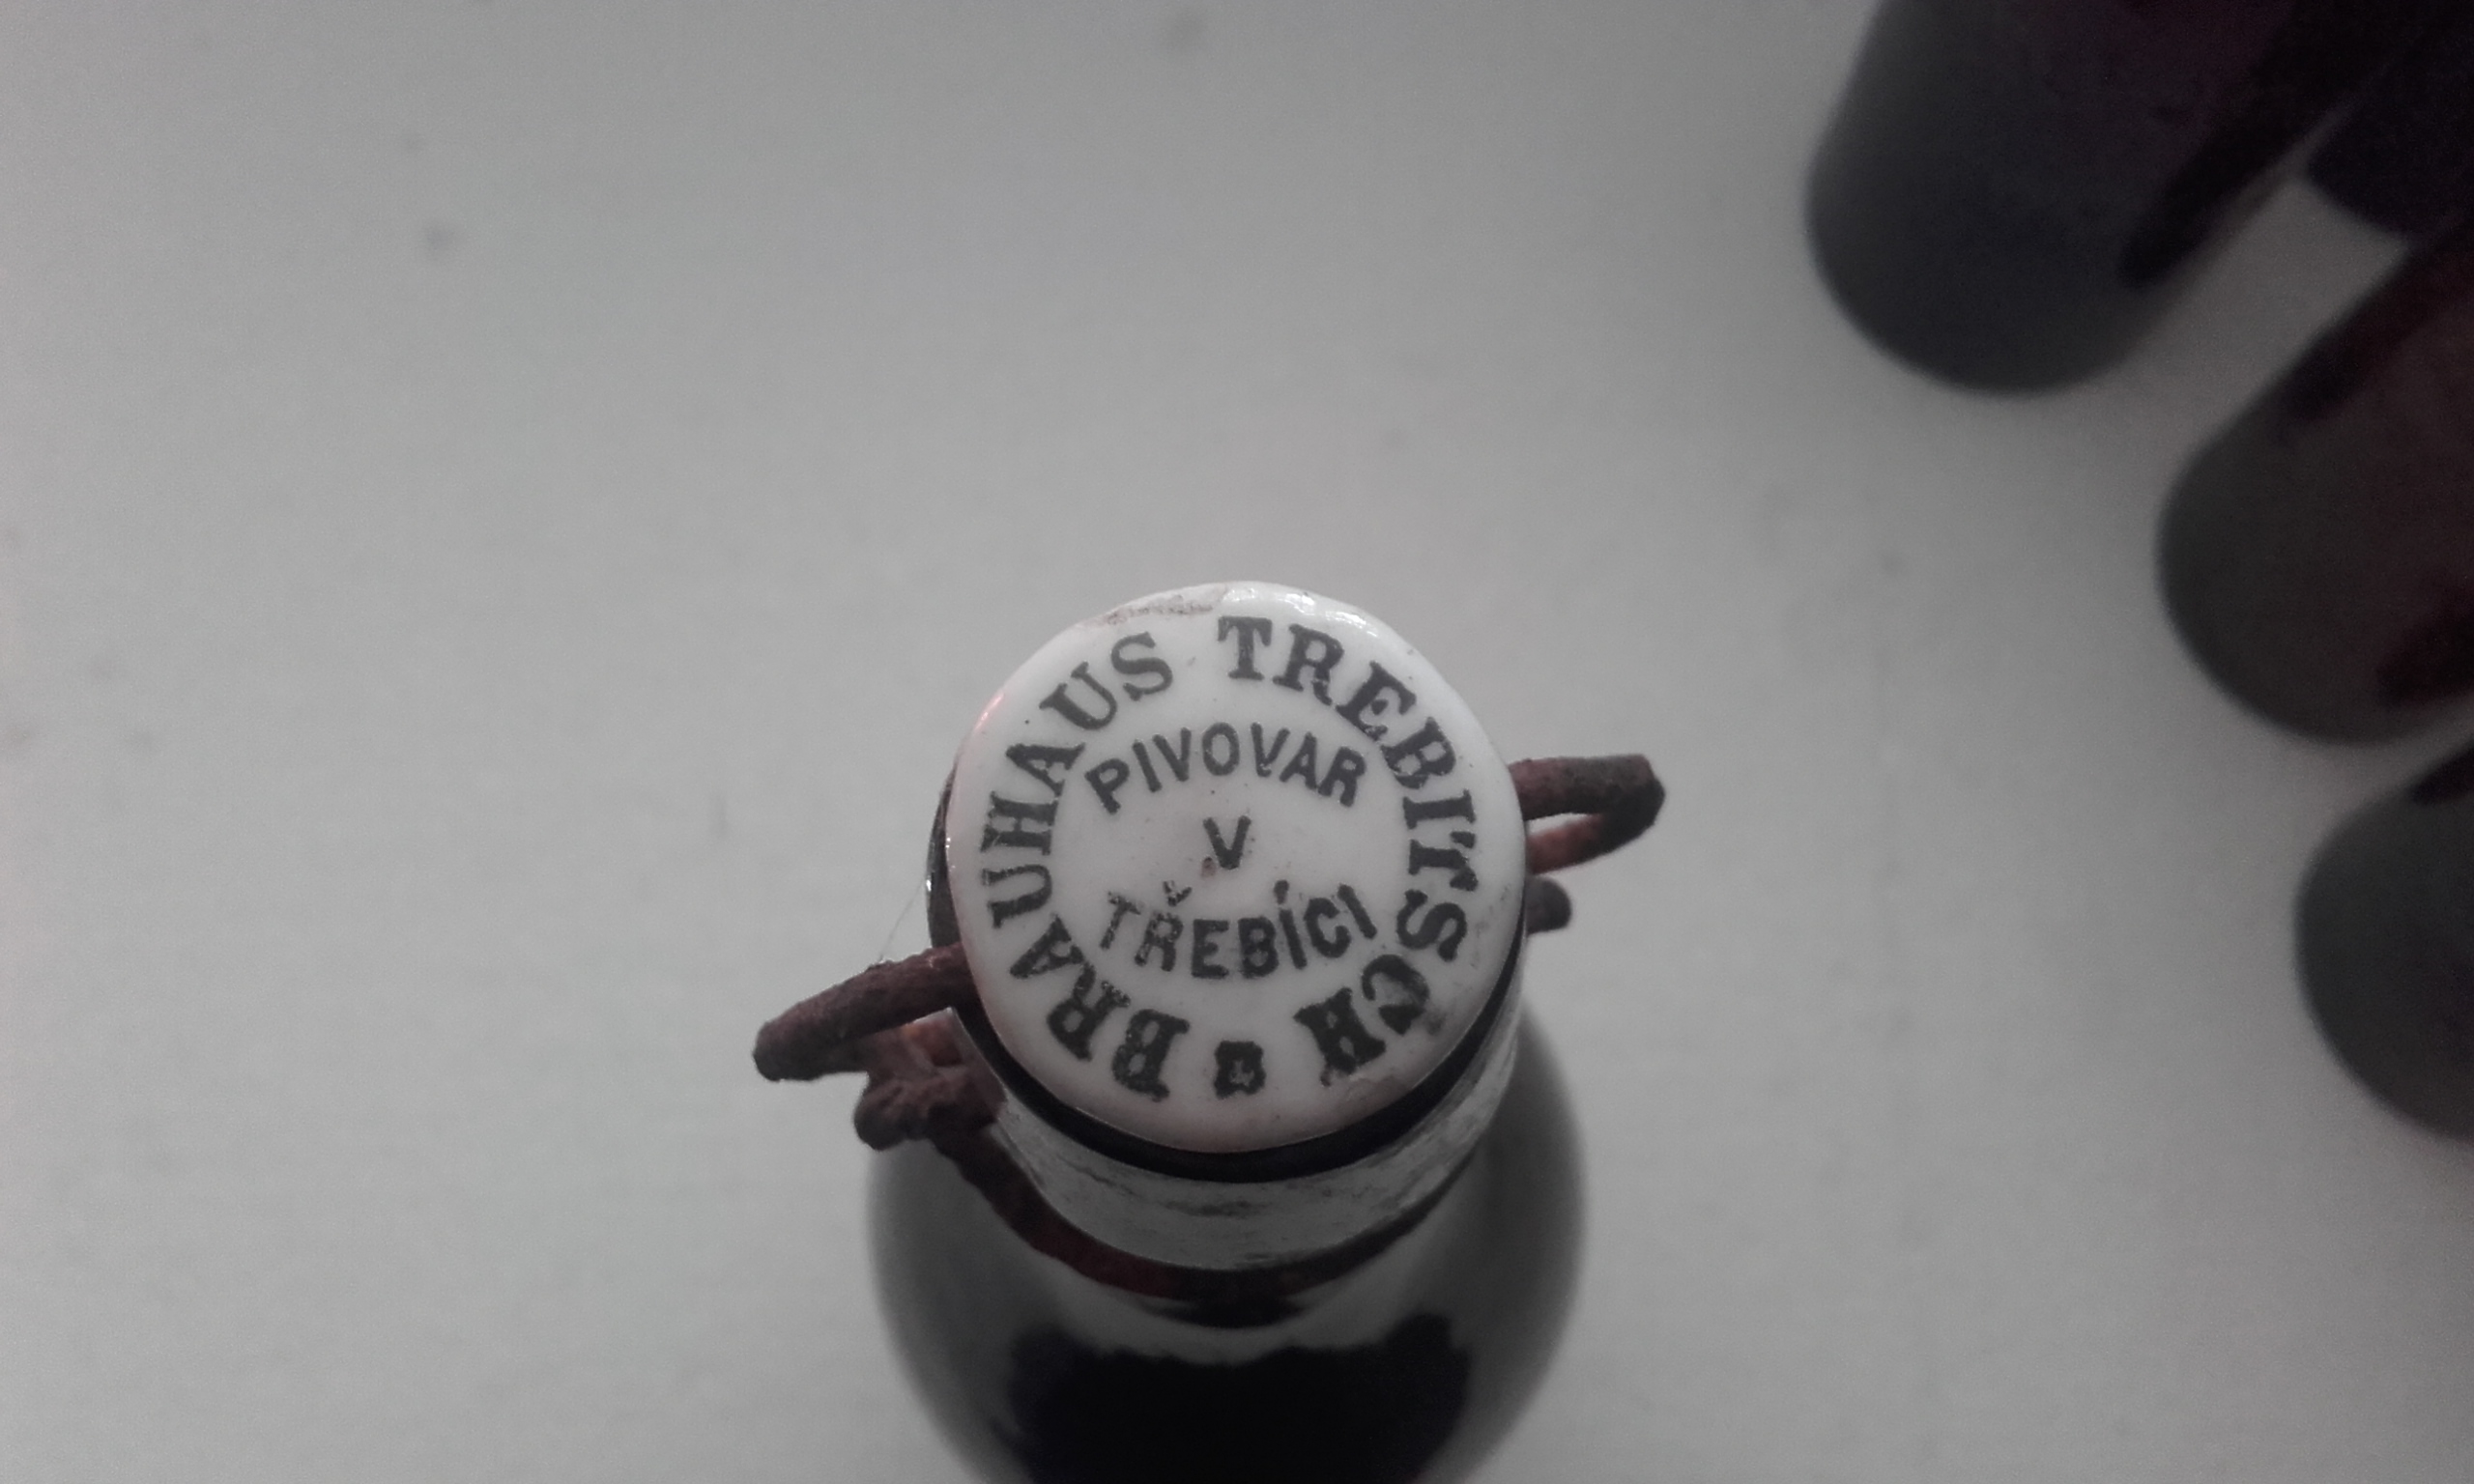 BRAUHAUS TREBITSCH
PIVOVAR
V
TŘEBÍCI